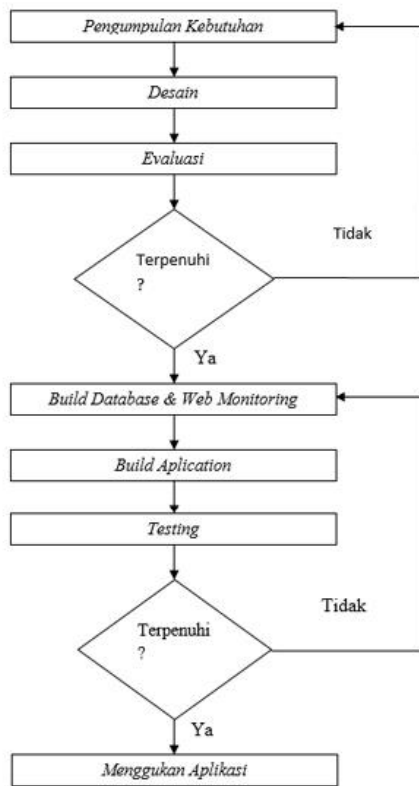 Pengumpulan Kebutuhan
Desain
Evaluasi
Terpenuhi
?
Tidak
Ya
Build Database & Web Monitoring
Build Aplication
Testing
Terpenuhi
?
Tidak
Ya
Menggukan Aplikasi